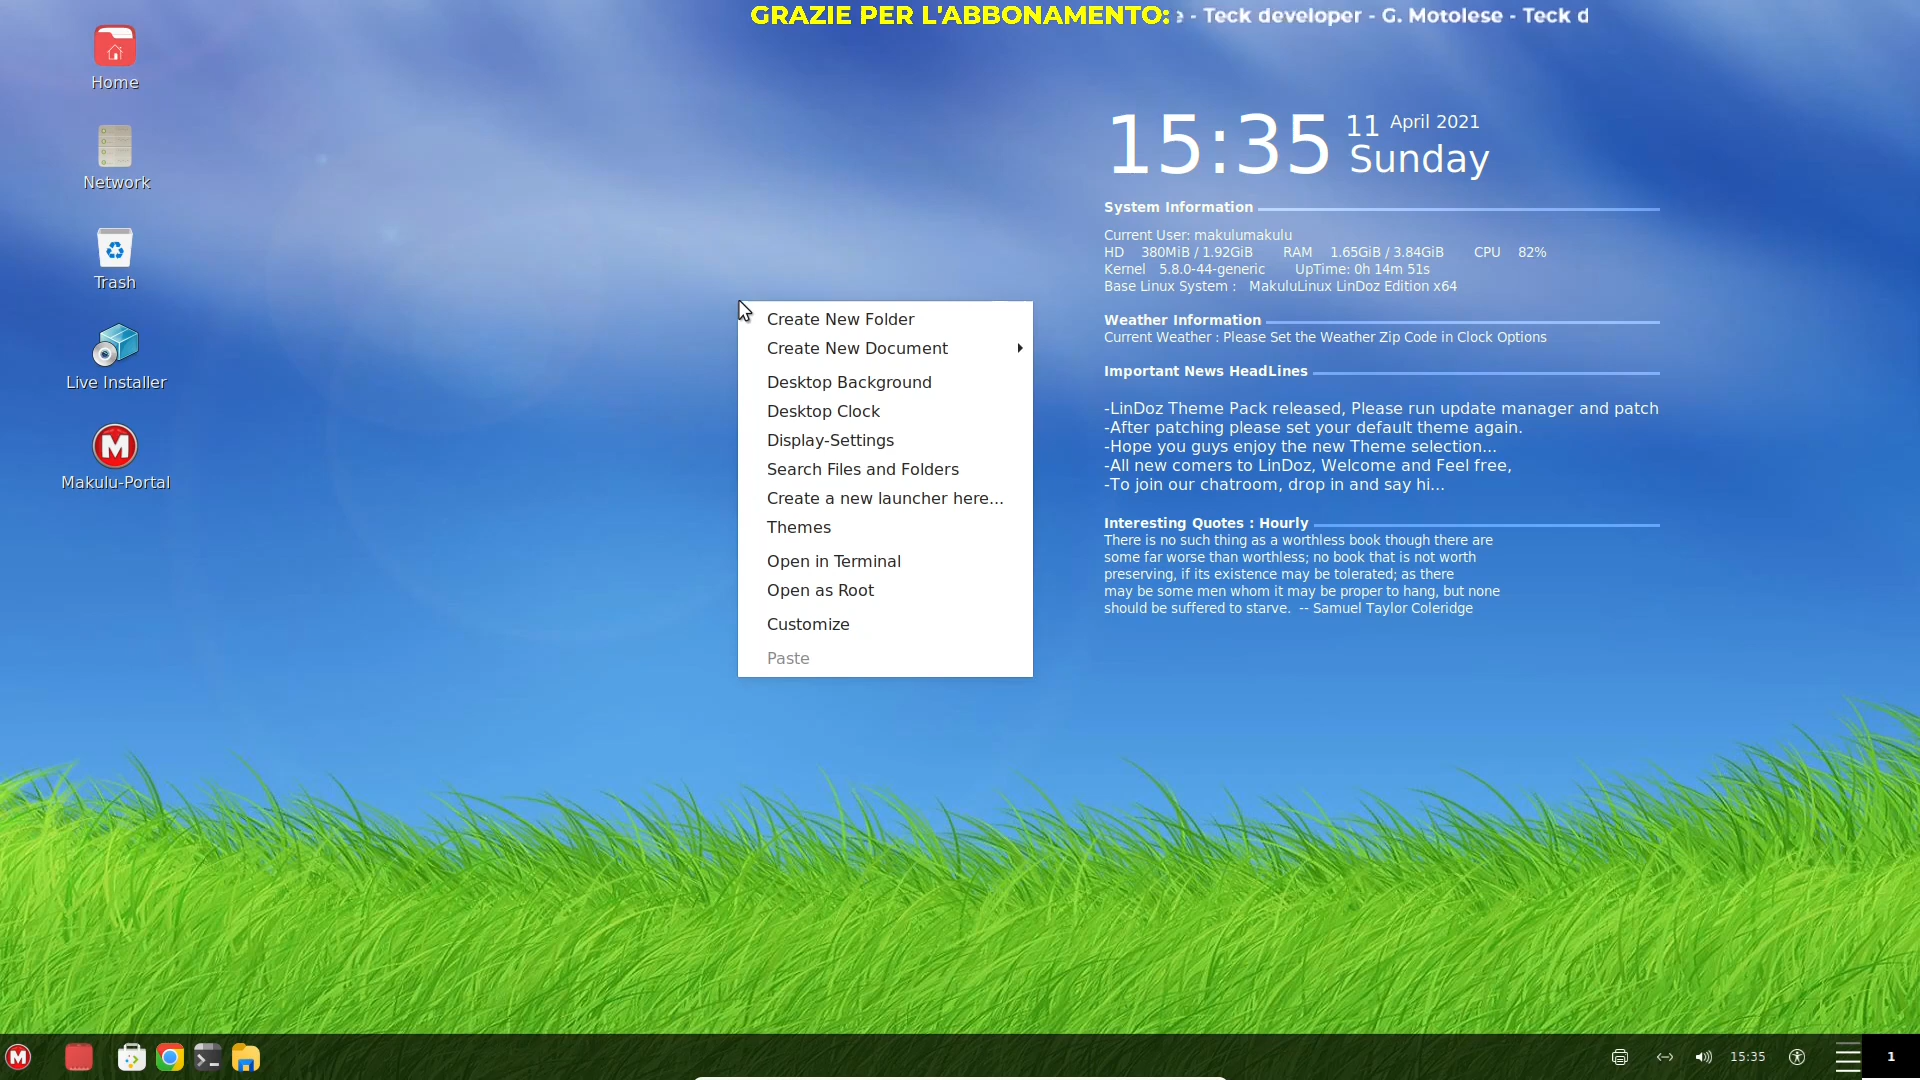 GRAZIE PER L'ABBONAMENTO: - Teck developer - G. Motolese - Teck d
Home
Network
Trash
Live Installer
Makulu-Portal
15:35 11 April 2021
Sunday
System Information
Current User: makulumakulu
HD 380MiB / 1.92GiB RAM 1.65GiB / 3.84GiB CPU 82%
Kernel 5.8.0-44-generic UpTime: 0h 14m 51s
Base Linux System : MakuluLinux LinDoz Edition x64
Weather Information
Current Weather : Please Set the Weather Zip Code in Clock Options
Important News HeadLines
-LinDoz Theme Pack released, Please run update manager and patch
-After patching please set your default theme again.
-Hope you guys enjoy the new Theme selection...
-All new comers to LinDoz, Welcome and Feel free,
-To join our chatroom, drop in and say hi...
Interesting Quotes : Hourly
There is no such thing as a worthless book though there are
some far worse than worthless; no book that is not worth
preserving, if its existence may be tolerated; as there
may be some men whom it may be proper to hang, but none
should be suffered to starve. -- Samuel Taylor Coleridge
Create New Folder
Create New Document
Desktop Background
Desktop Clock
Display-Settings
Search Files and Folders
Create a new launcher here...
Themes
Open in Terminal
Open as Root
Customize
Paste
M
M
15:35
1